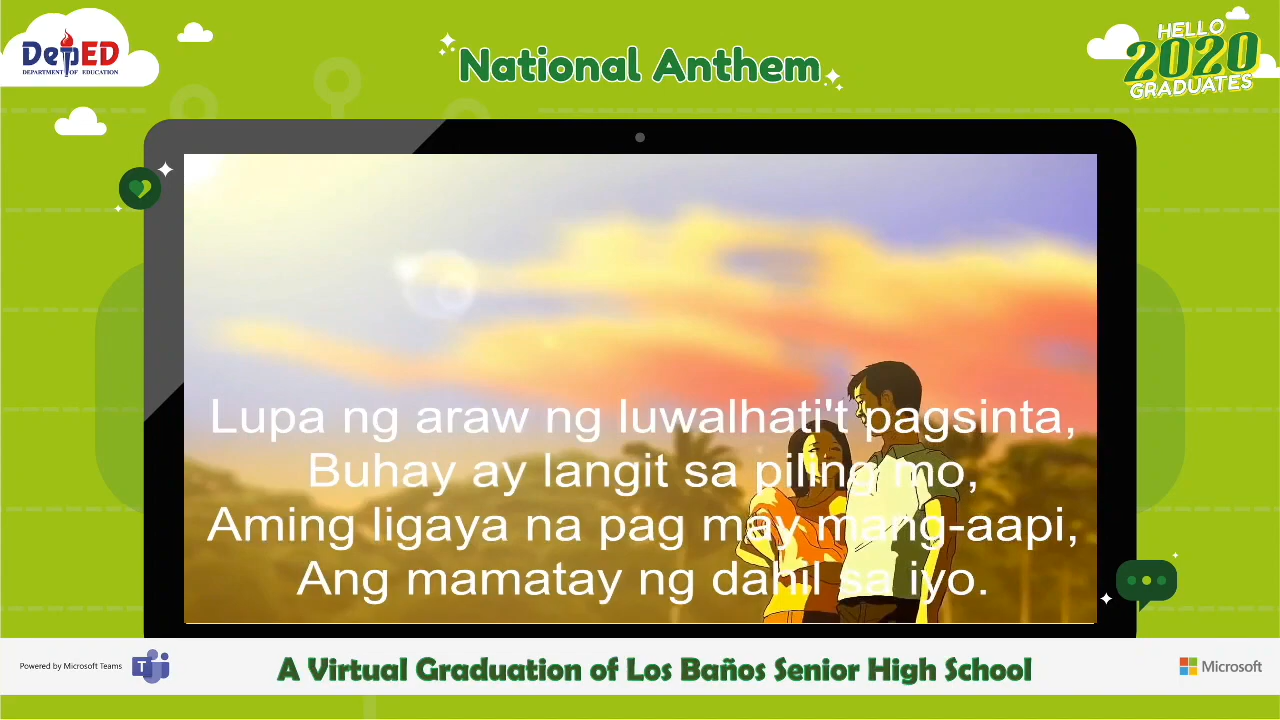 DepED
DEPARTMENT OF EDUCATION
National Anthem
HELLO
2020
GRADUATES
Lupa ng araw ng luwalhati't pagsinta,
Buhay ay langit sa piling mo,
Aming ligaya na pag may mang-aapi,
Ang mamatay ng dahil sa iyo.
Powered by Microsoft Teams
T
A Virtual Graduation of Los Baños Senior High School
Microsoft